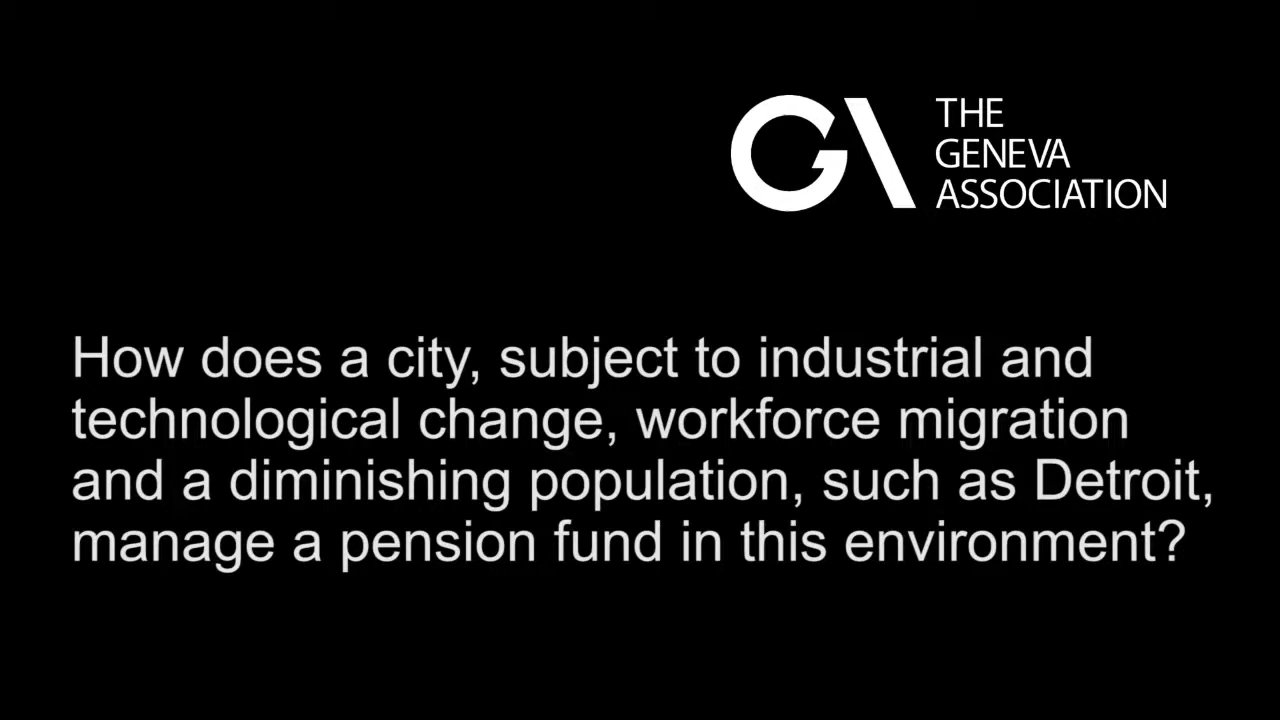 GA
THE
GENEVA
ASSOCIATION
How does a city, subject to industrial and
technological change, workforce migration
and a diminishing population, such as Detroit,
manage a pension fund in this environment?